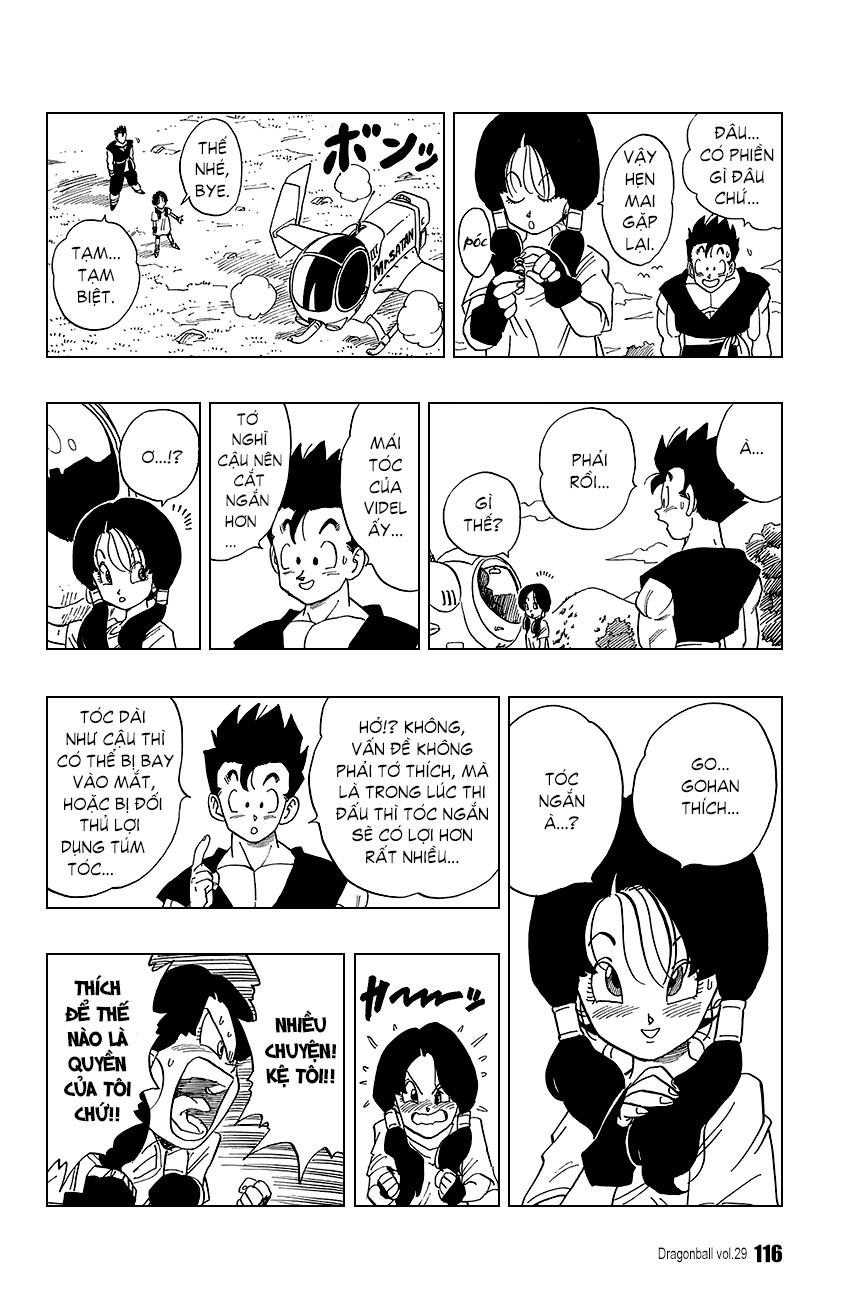 ĐÂU...
CÓ PHIỀN
GÌ ĐÂU
CHỨ...
VẬY
HẸN
MAI
GẶP
LẠI.
PÓC
ボンッ
THẾ
NHÉ,
BYE.
Mr.SATAN
TẠM...
TẠM
BIỆT.
À...
PHẢI
RỒI...
GÌ
THẾ?
MÁI
TÓC
CỦA
VIDEL
ẤY...
TỚ
NGHĨ
CẬU NÊN
CẮT
NGẮN
HƠN
...
Ơ...!?
GO...
GOHAN
THÍCH...
TÓC
NGẮN
À...?
HỞ!? KHÔNG,
VẤN ĐỀ KHÔNG
PHẢI TỚ THÍCH, MÀ
LÀ TRONG LÚC THI
ĐẤU THÌ TÓC NGẮN
SẼ CÓ LỢI HƠN
RẤT NHIỀU...
TÓC DÀI
NHƯ CẬU THÌ
CÓ THỂ BỊ BAY
VÀO MẮT,
HOẶC BỊ ĐỐI
THỦ LỢI
DỤNG TÚM
TÓC...
カ〜〜ッ
NHIỀU
CHUYỆN!
KỆ TÔI!!
THÍCH
ĐỂ THẾ
NÀO LÀ
QUYỀN
CỦA TÔI
CHỨ!!
Dragonball vol.29 116